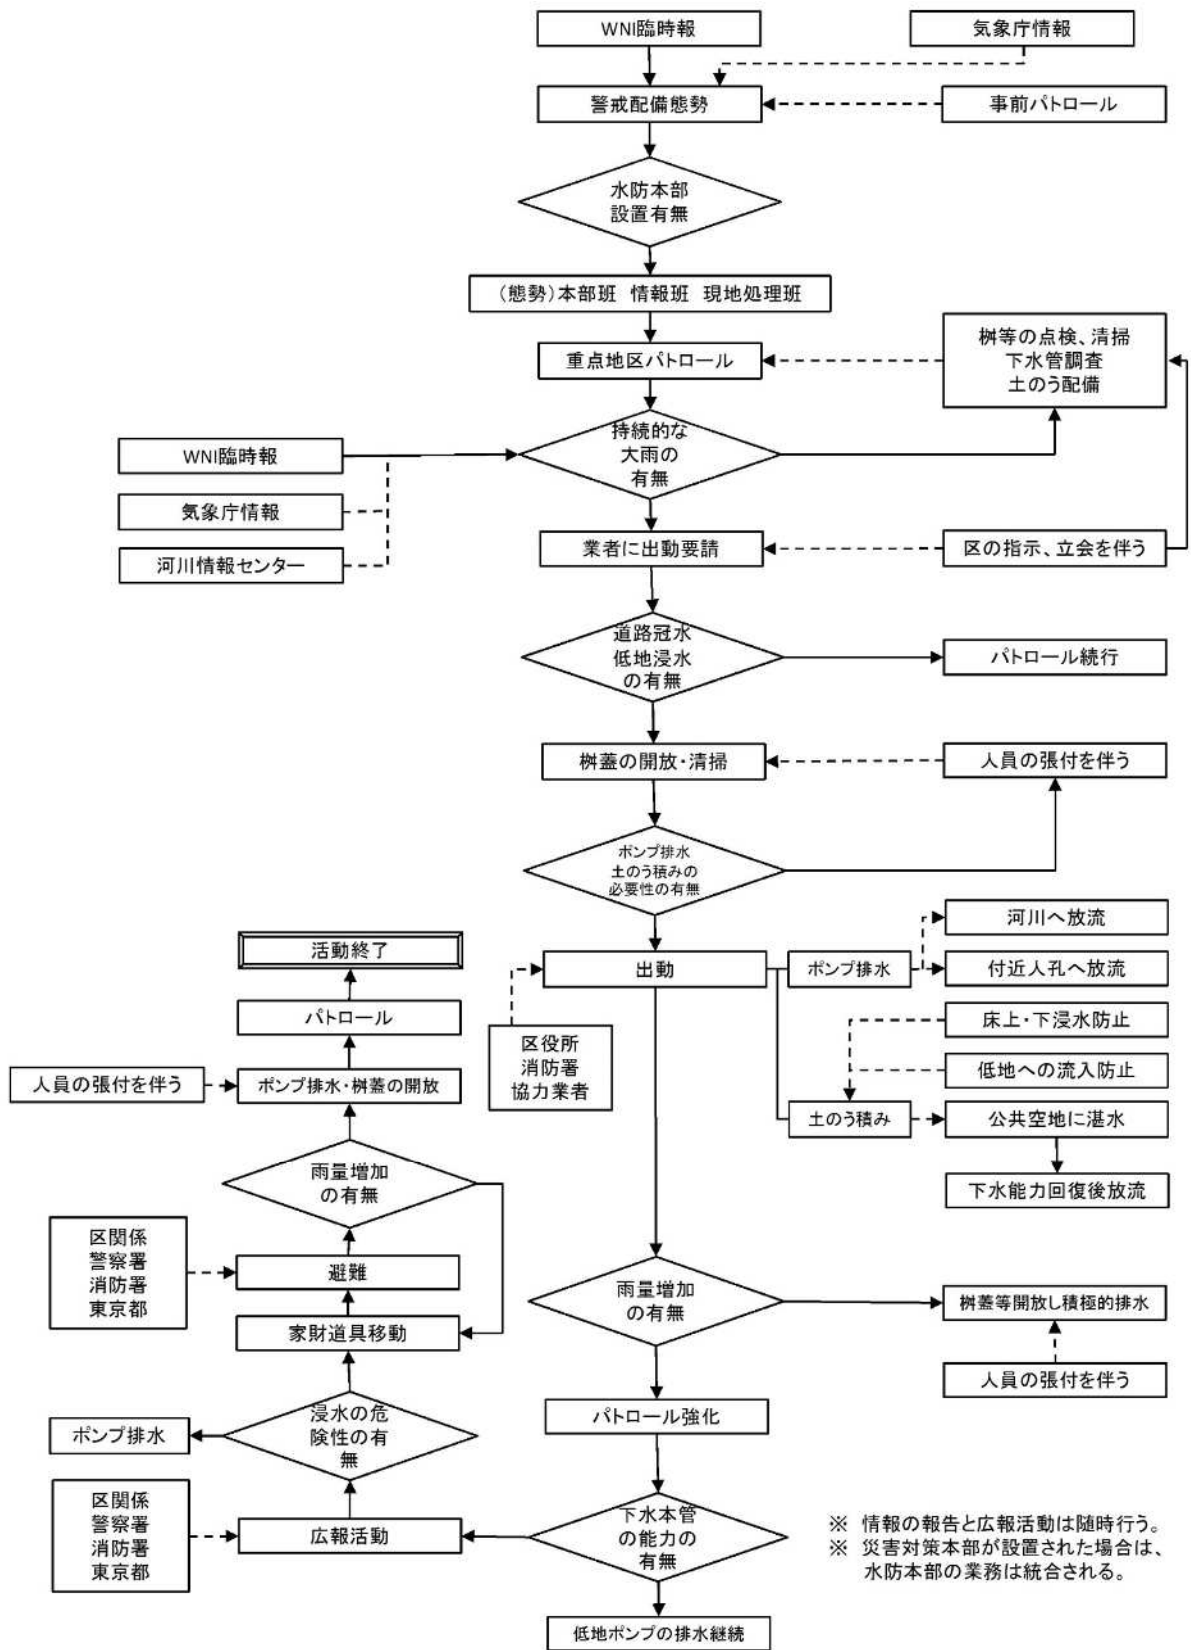 WNI臨時報
気象庁情報
警戒配備態勢
事前パトロール
水防本部
設置有無
(態勢)本部班 情報班 現地処理班
重点地区パトロール
桝等の点検、清掃
下水管調査
土のう配備
持続的な
大雨の
有無
WNI臨時報
気象庁情報
河川情報センター
業者に出動要請
区の指示、立会を伴う
道路冠水
低地浸水
の有無
パトロール続行
桝蓋の開放・清掃
人員の張付を伴う
ポンプ排水
土のう積みの
必要性の有無
出動
ポンプ排水
河川へ放流
付近人孔へ放流
床上・下浸水防止
低地への流入防止
土のう積み
公共空地に湛水
下水能力回復後放流
区役所
消防署
協力業者
活動終了
パトロール
人員の張付を伴う
ポンプ排水・桝蓋の開放
雨量増加
の有無
区関係
警察署
消防署
東京都
避難
家財道具移動
雨量増加
の有無
桝蓋等開放し積極的排水
人員の張付を伴う
パトロール強化
浸水の危
険性の有
無
ポンプ排水
区関係
警察署
消防署
東京都
広報活動
下水本管
の能力の
有無
低地ポンプの排水継続
※ 情報の報告と広報活動は随時行う。
※ 災害対策本部が設置された場合は、
水防本部の業務は統合される。